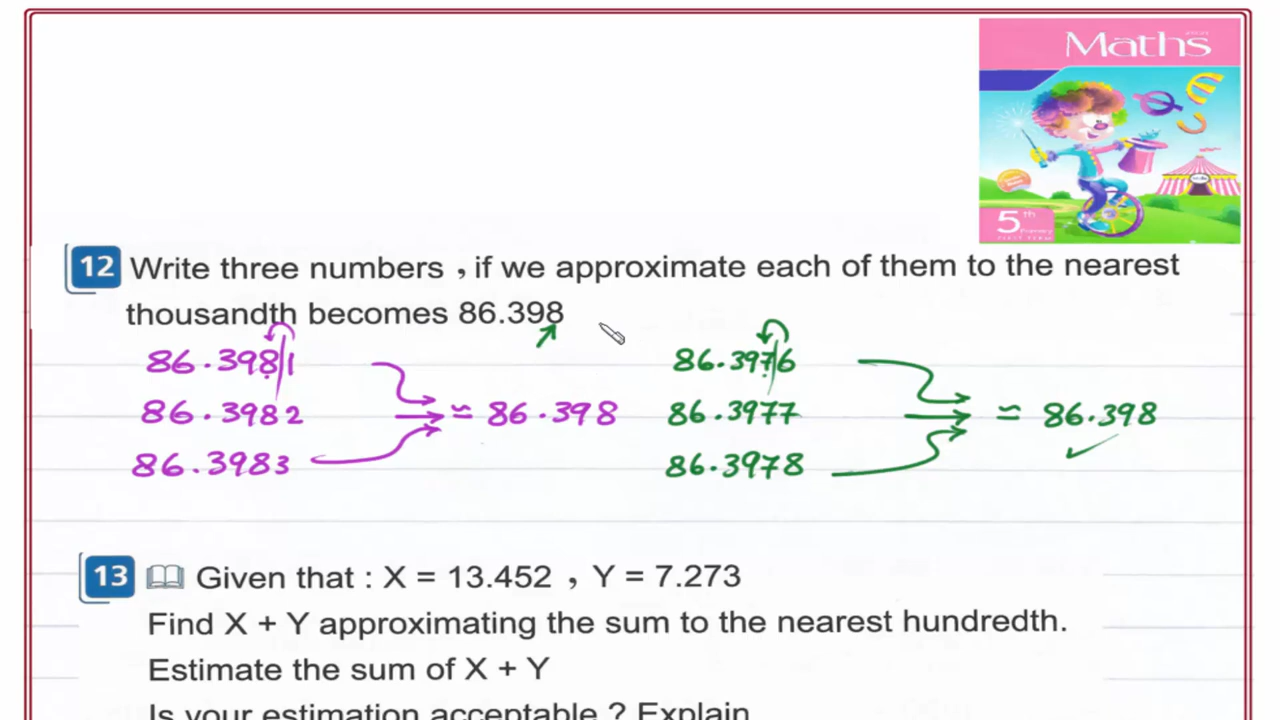 Maths
5th Primary
FIRST TERM
12 Write three numbers , if we approximate each of them to the nearest
thousandth becomes 86.398
86.3981 86.3976
86.3982 ≈ 86.398 86.3977 ≈ 86.398
86.3983 86.3978
13 Given that : X = 13.452 , Y = 7.273
Find X + Y approximating the sum to the nearest hundredth.
Estimate the sum of X + Y
Is your estimation acceptable ? Explain